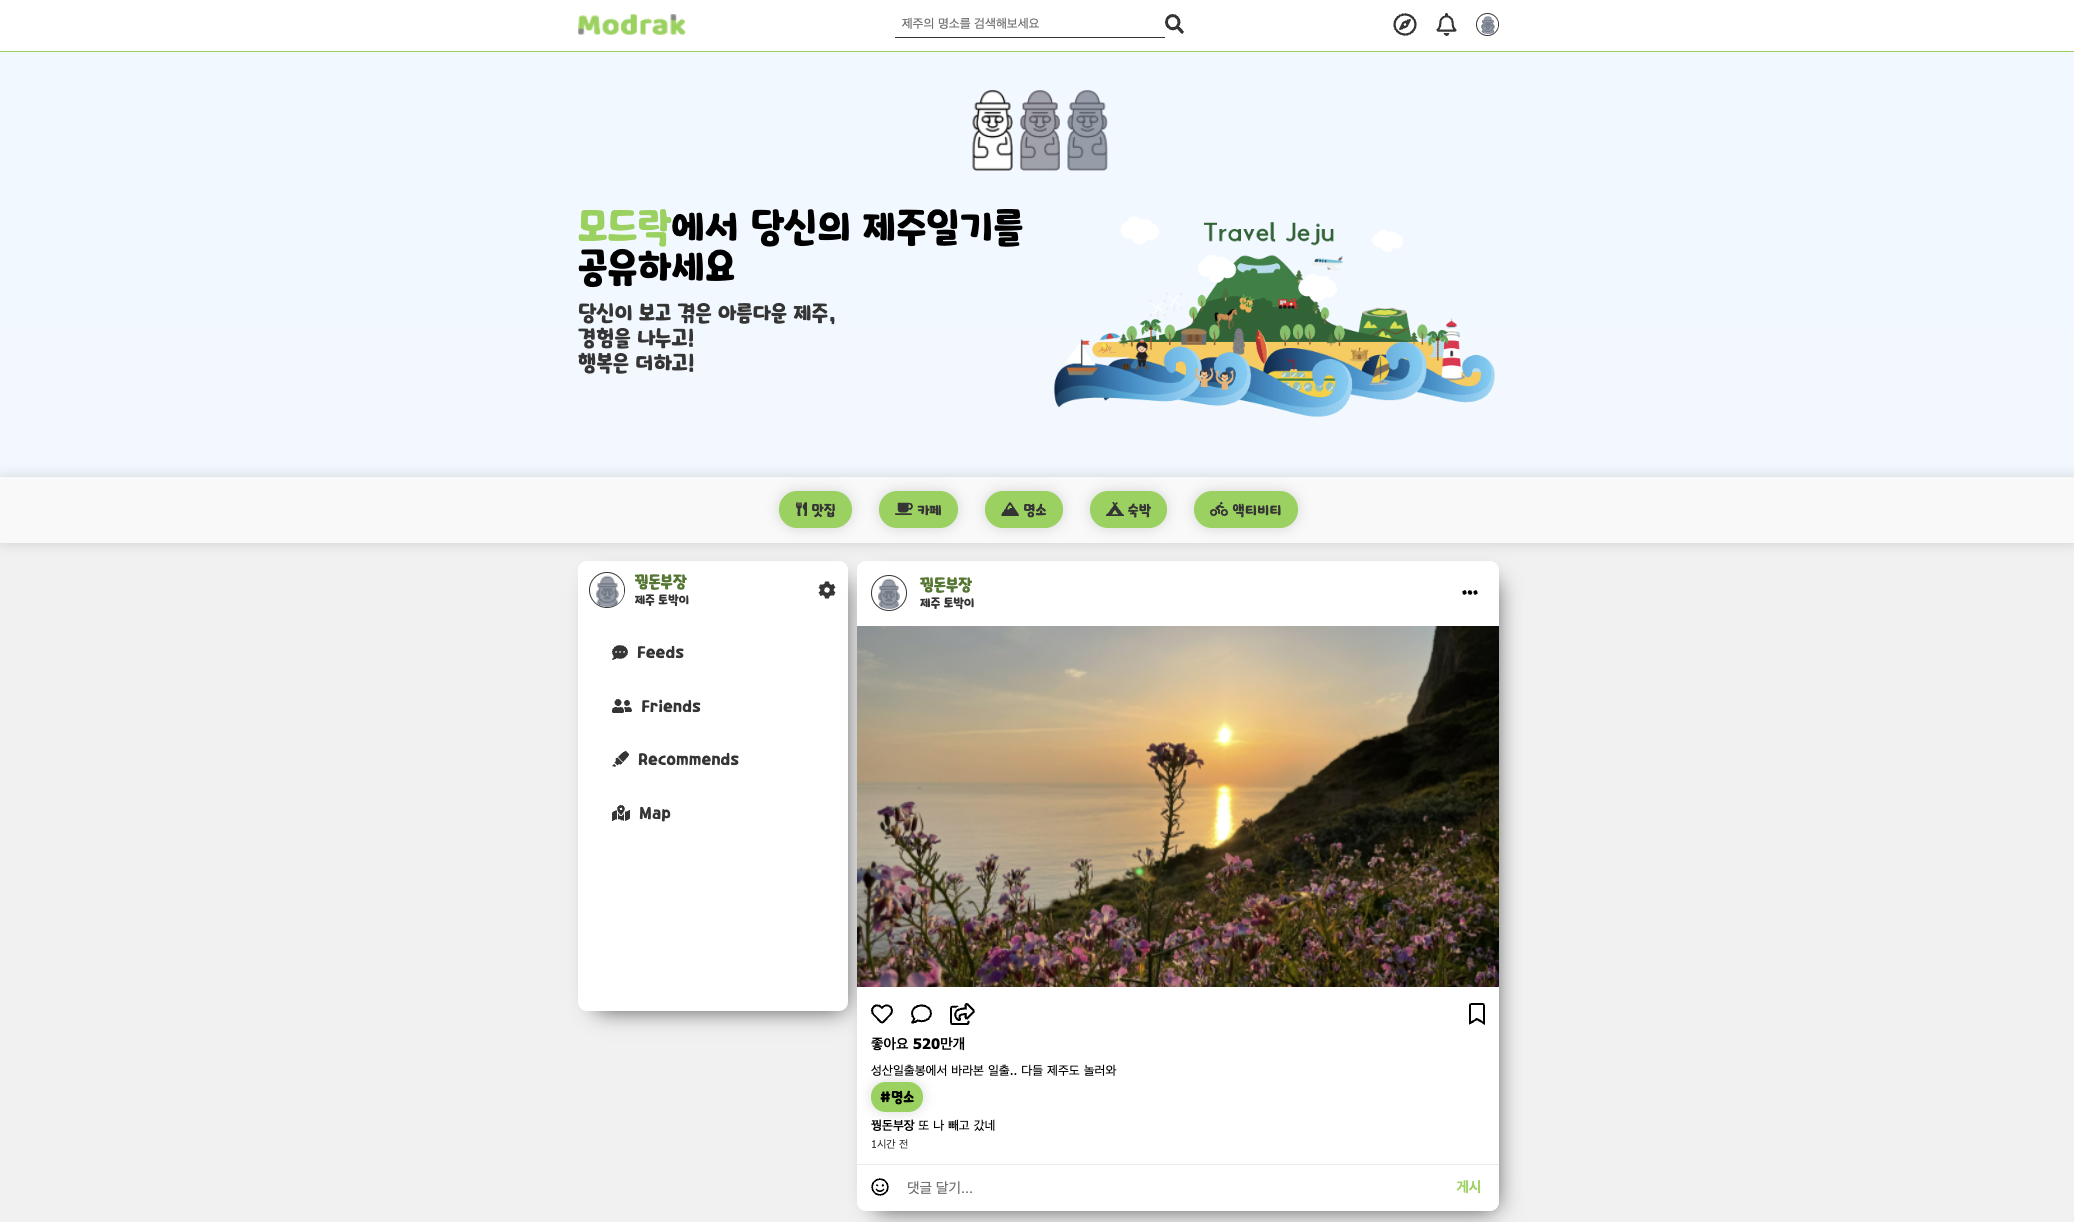 Modrak
제주의 명소를 검색해보세요
모드락에서 당신의 제주일기를
공유하세요
당신이 보고 겪은 아름다운 제주,
경험을 나누고!
행복은 더하고!
Travel Jeju
맛집
카페
명소
숙박
액티비티
꿩돈부장
제주 토박이
Feeds
Friends
Recommends
Map
꿩돈부장
제주 토박이
좋아요 520만개
성산일출봉에서 바라본 일출.. 다들 제주도 놀러와
#명소
꿩돈부장 또 나 빼고 갔네
1시간 전
댓글 달기...
게시